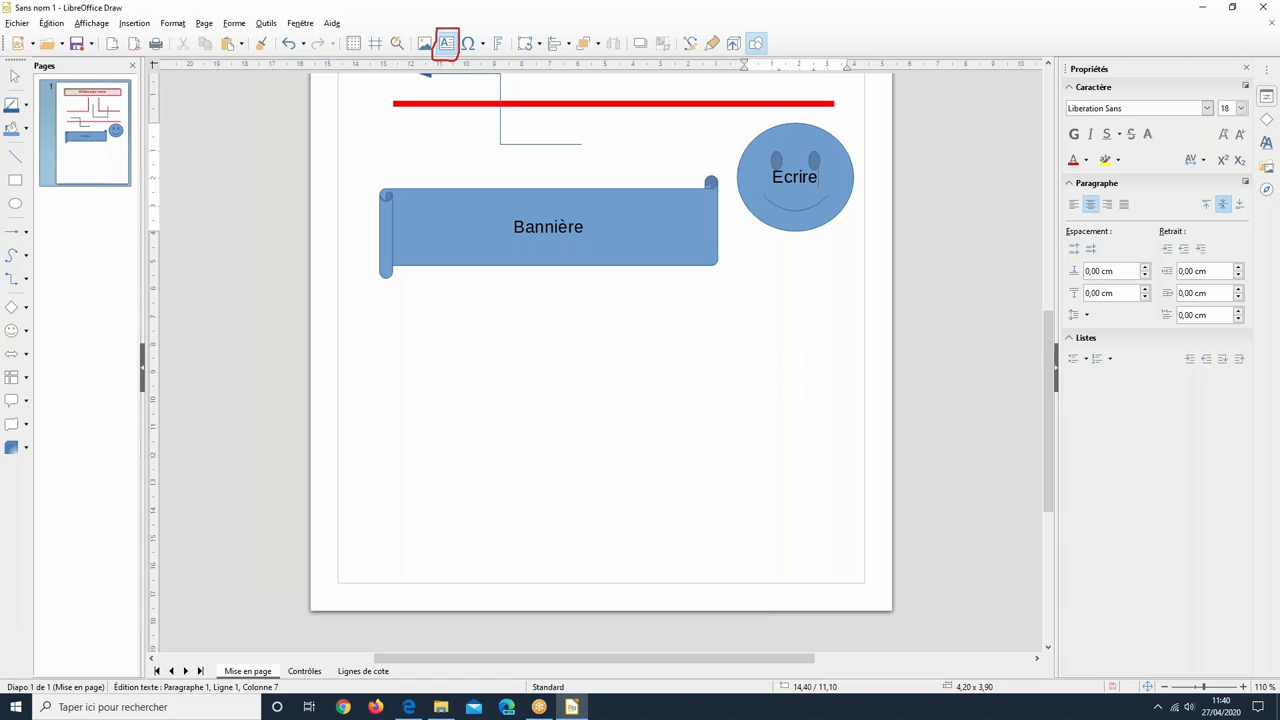 Sans nom 1 - LibreOffice Draw
Fichier Édition Affichage Insertion Format Page Forme Outils Fenêtre Aide
Pages
1
Ecrire
Bannière
Propriétés
Caractère
Liberation Sans 18
Paragraphe
Espacement : Retrait :
0,00 cm 0,00 cm
0,00 cm 0,00 cm
0,00 cm
Listes
Mise en page Contrôles Lignes de cote
Diapo 1 de 1 (Mise en page) Édition texte : Paragraphe 1, Ligne 1, Colonne 7 Standard 14,40 / 11,10 4,20 x 3,90 110 %
Taper ici pour rechercher
11:40
27/04/2020